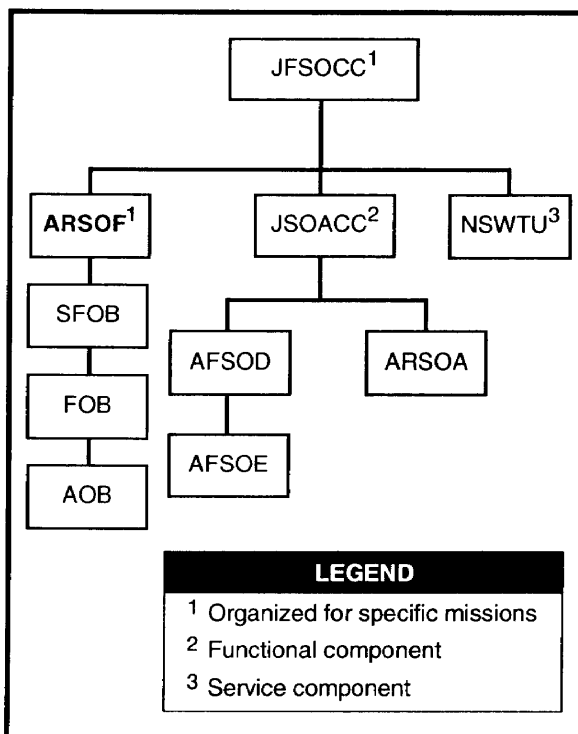 JFSOCC¹
ARSOF¹
JSOACC²
NSWTU³
SFOB
AFSOD
ARSOA
FOB
AFSOE
AOB
LEGEND
¹ Organized for specific missions
² Functional component
³ Service component